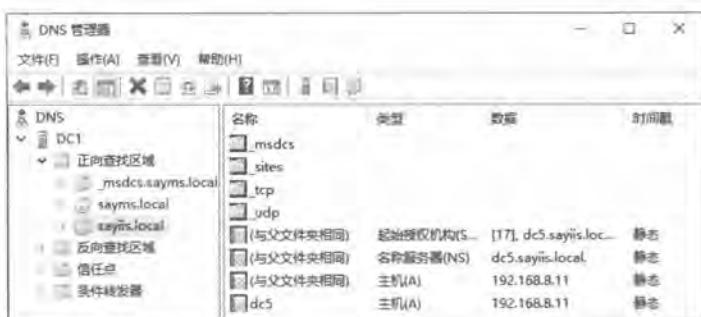 DNS 管理器
文件(F) 操作(A) 查看(V) 帮助(H)
DNS
DC1
正向查找区域
_msdcs.sayms.local
sayms.local
sayiis.local
反向查找区域
信任点
条件转发器
名称 类型 数据 时间戳
_msdcs
_sites
_tcp
_udp
(与父文件夹相同) 起始授权机构(S... [17], dc5.sayiis.loc... 静态
(与父文件夹相同) 名称服务器(NS) dc5.sayiis.local. 静态
(与父文件夹相同) 主机(A) 192.168.8.11 静态
dc5 主机(A) 192.168.8.11 静态